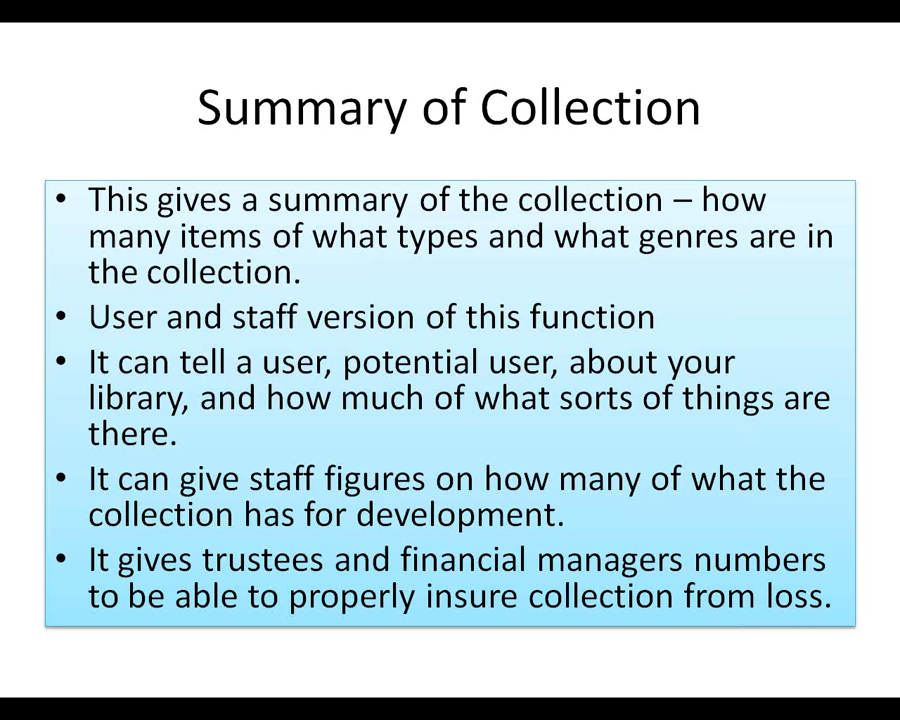 Summary of Collection
• This gives a summary of the collection – how
many items of what types and what genres are in
the collection.
• User and staff version of this function
• It can tell a user, potential user, about your
library, and how much of what sorts of things are
there.
• It can give staff figures on how many of what the
collection has for development.
• It gives trustees and financial managers numbers
to be able to properly insure collection from loss.